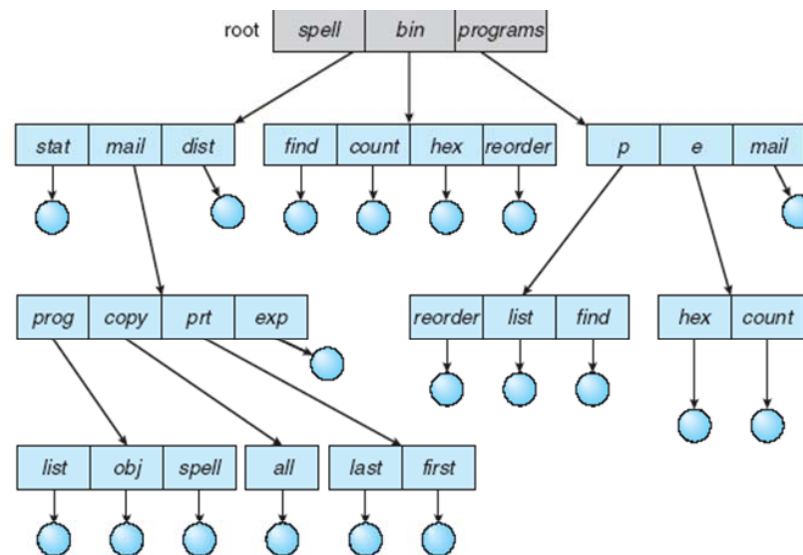 root spell bin programs
stat mail dist find count hex reorder p e mail
prog copy prt exp reorder list find hex count
list obj spell all last first